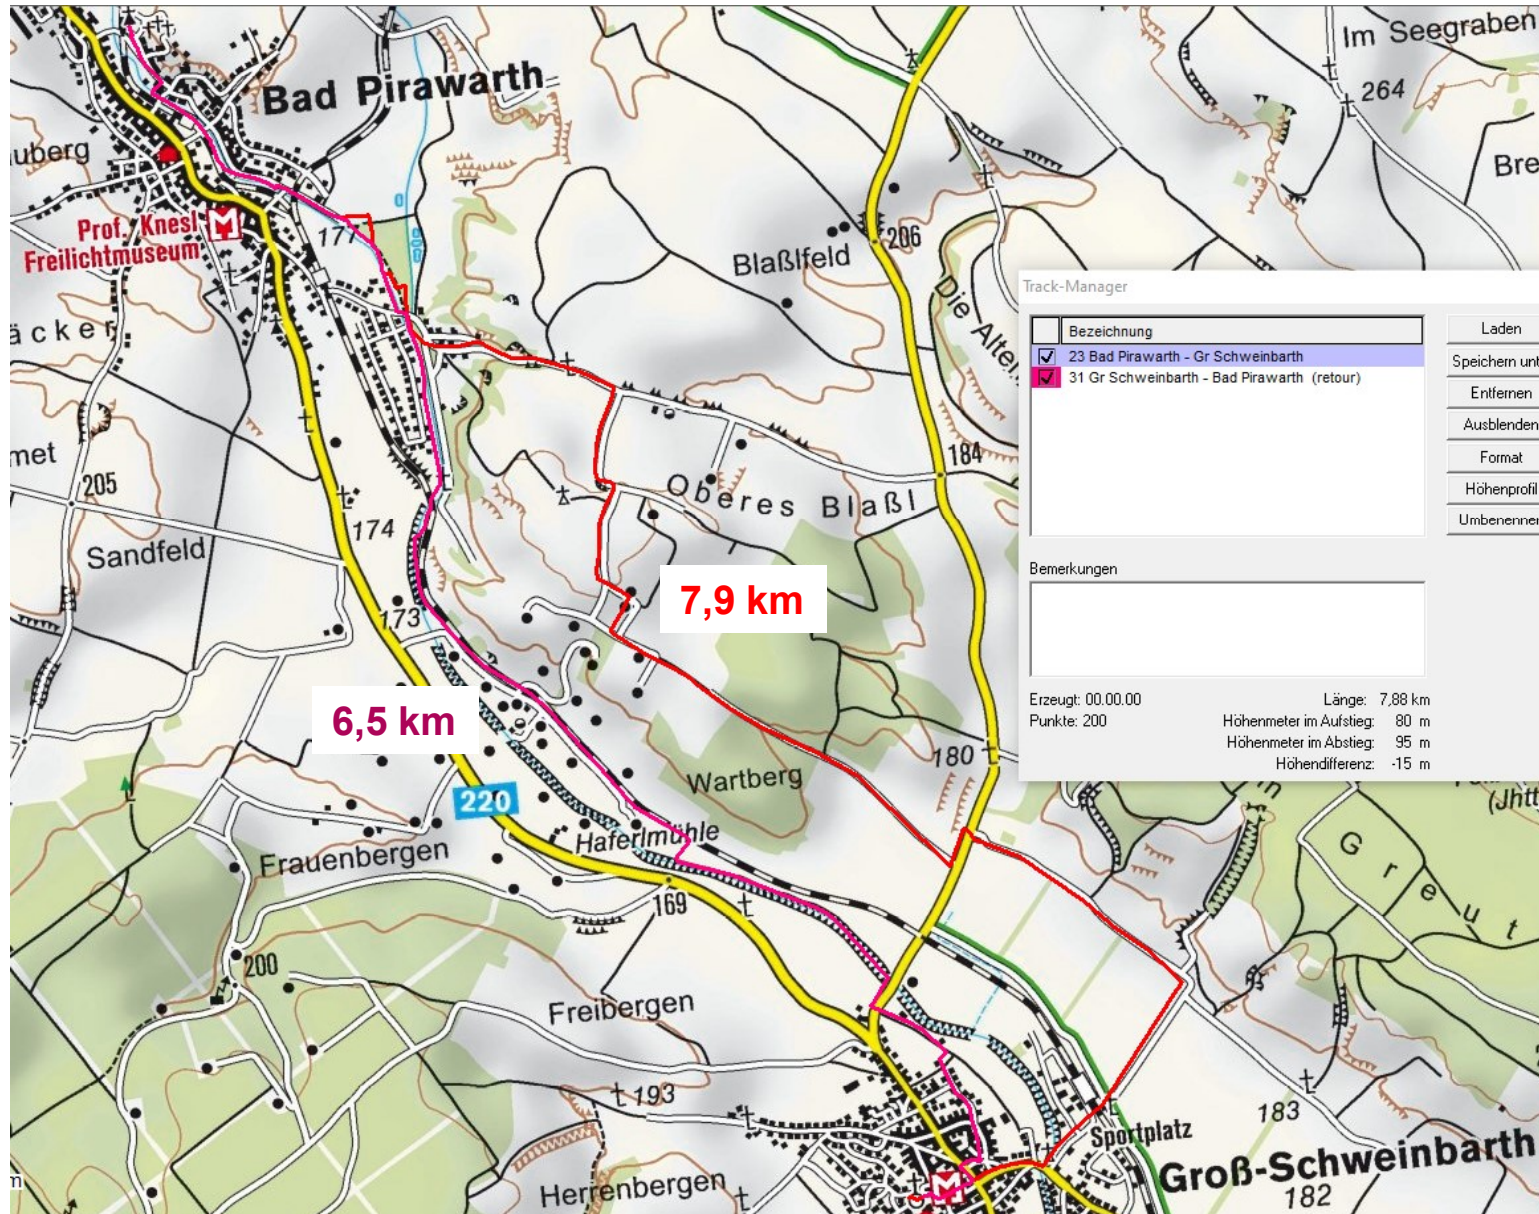 Im Seegraben
264
Bad Pirawarth
uberg
Bre
Prof. Knesl
Freilichtmuseum
177
206
Blaßlfeld
Die Alten
äcker
met
205
184
Oberes Blaßl
174
Sandfeld
173
7,9 km
6,5 km
180
Wartberg
220
Haferlmühle
Frauenbergen
169
(Jhtt
Greut
200
Freibergen
193
183
Sportplatz
Groß-Schweinbarth
182
Herrenbergen
m
Track-Manager
Bezeichnung
23 Bad Pirawarth - Gr Schweinbarth
31 Gr Schweinbarth - Bad Pirawarth (retour)
Laden
Speichern unt
Entfernen
Ausblenden
Format
Höhenprofil
Umbenennen
Bemerkungen
Erzeugt: 00.00.00
Länge: 7,88 km
Punkte: 200
Höhenmeter im Aufstieg: 80 m
Höhenmeter im Abstieg: 95 m
Höhendifferenz: -15 m